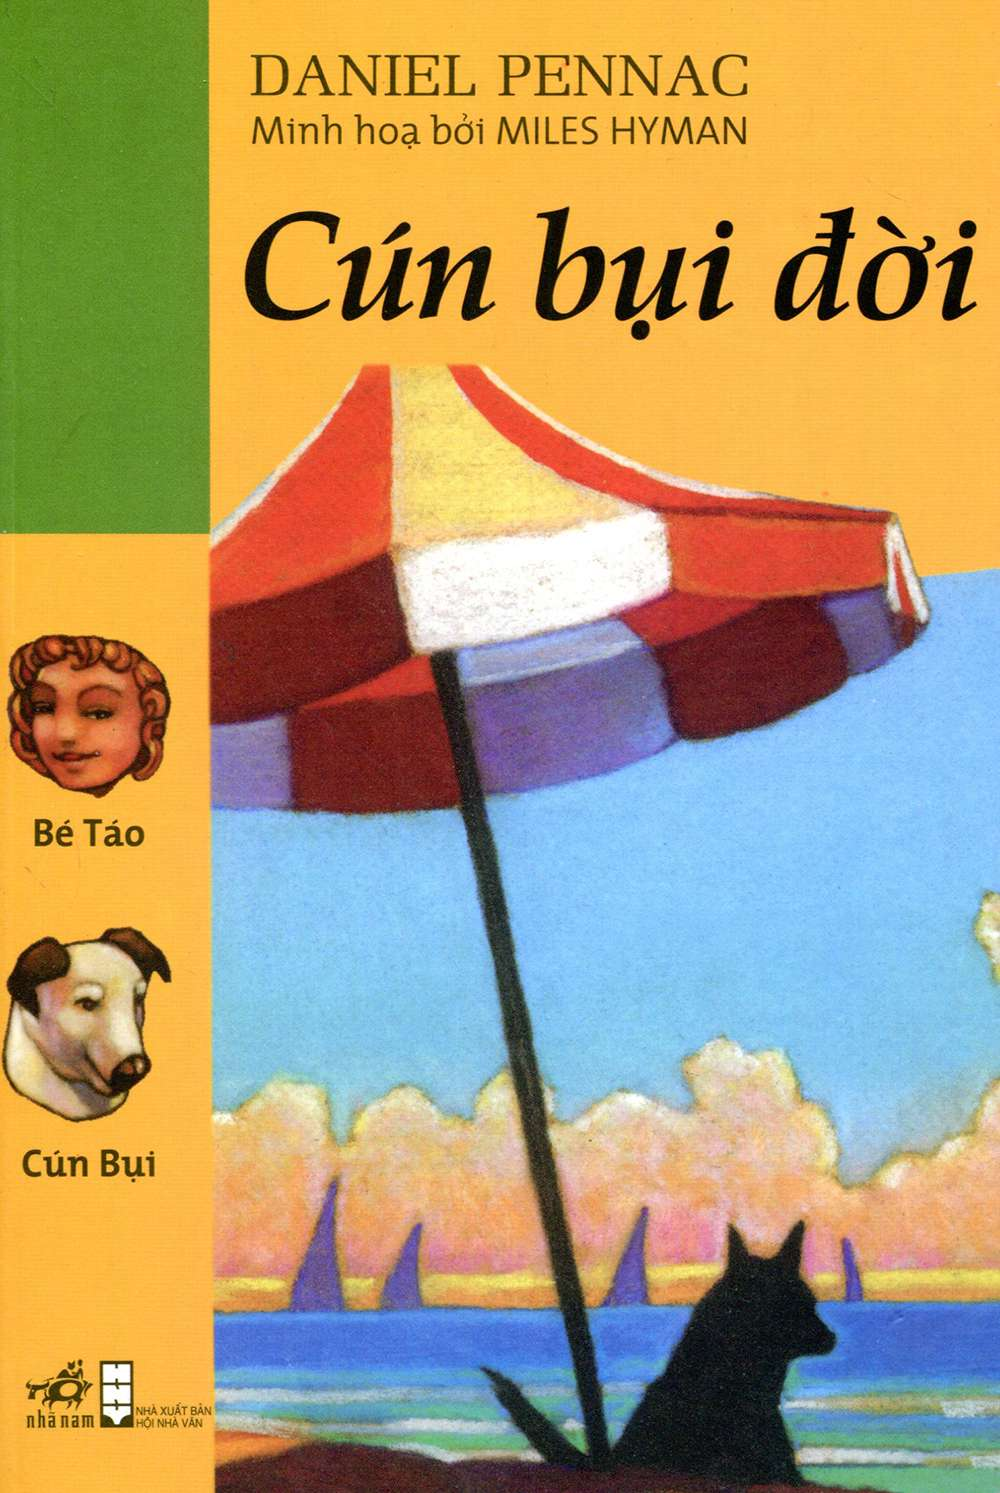 DANIEL PENNAC
Minh hoạ bởi MILES HYMAN
Cún bụi đời
Bé Táo
Cún Bụi
nhã nam
NHÀ XUẤT BẢN
HỘI NHÀ VĂN